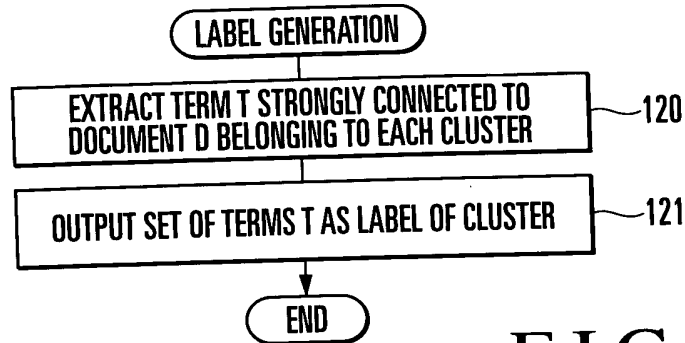 LABEL GENERATION
EXTRACT TERM T STRONGLY CONNECTED TO
DOCUMENT D BELONGING TO EACH CLUSTER
120
OUTPUT SET OF TERMS T AS LABEL OF CLUSTER
121
END
FIG